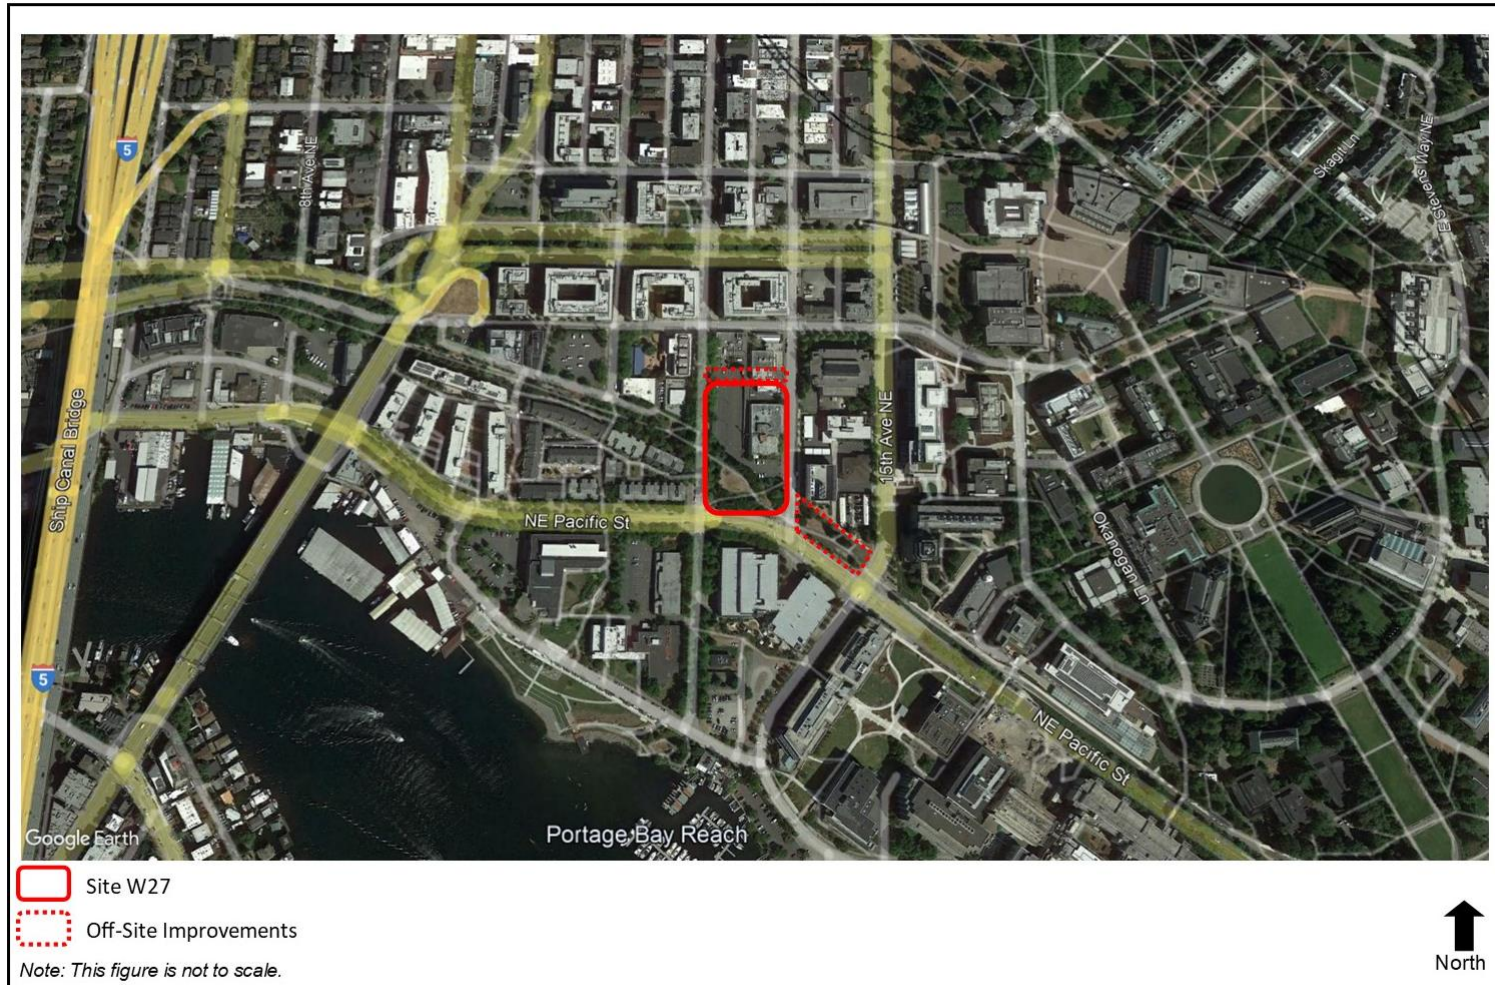 5
8th Ave NE
Skagit Ln
E Stevens Way NE
Ship Canal Bridge
15th Ave NE
NE Pacific St
Okanogan Ln
5
NE Pacific St
Google Earth
Portage Bay Reach
Site W27
Off-Site Improvements
Note: This figure is not to scale.
North